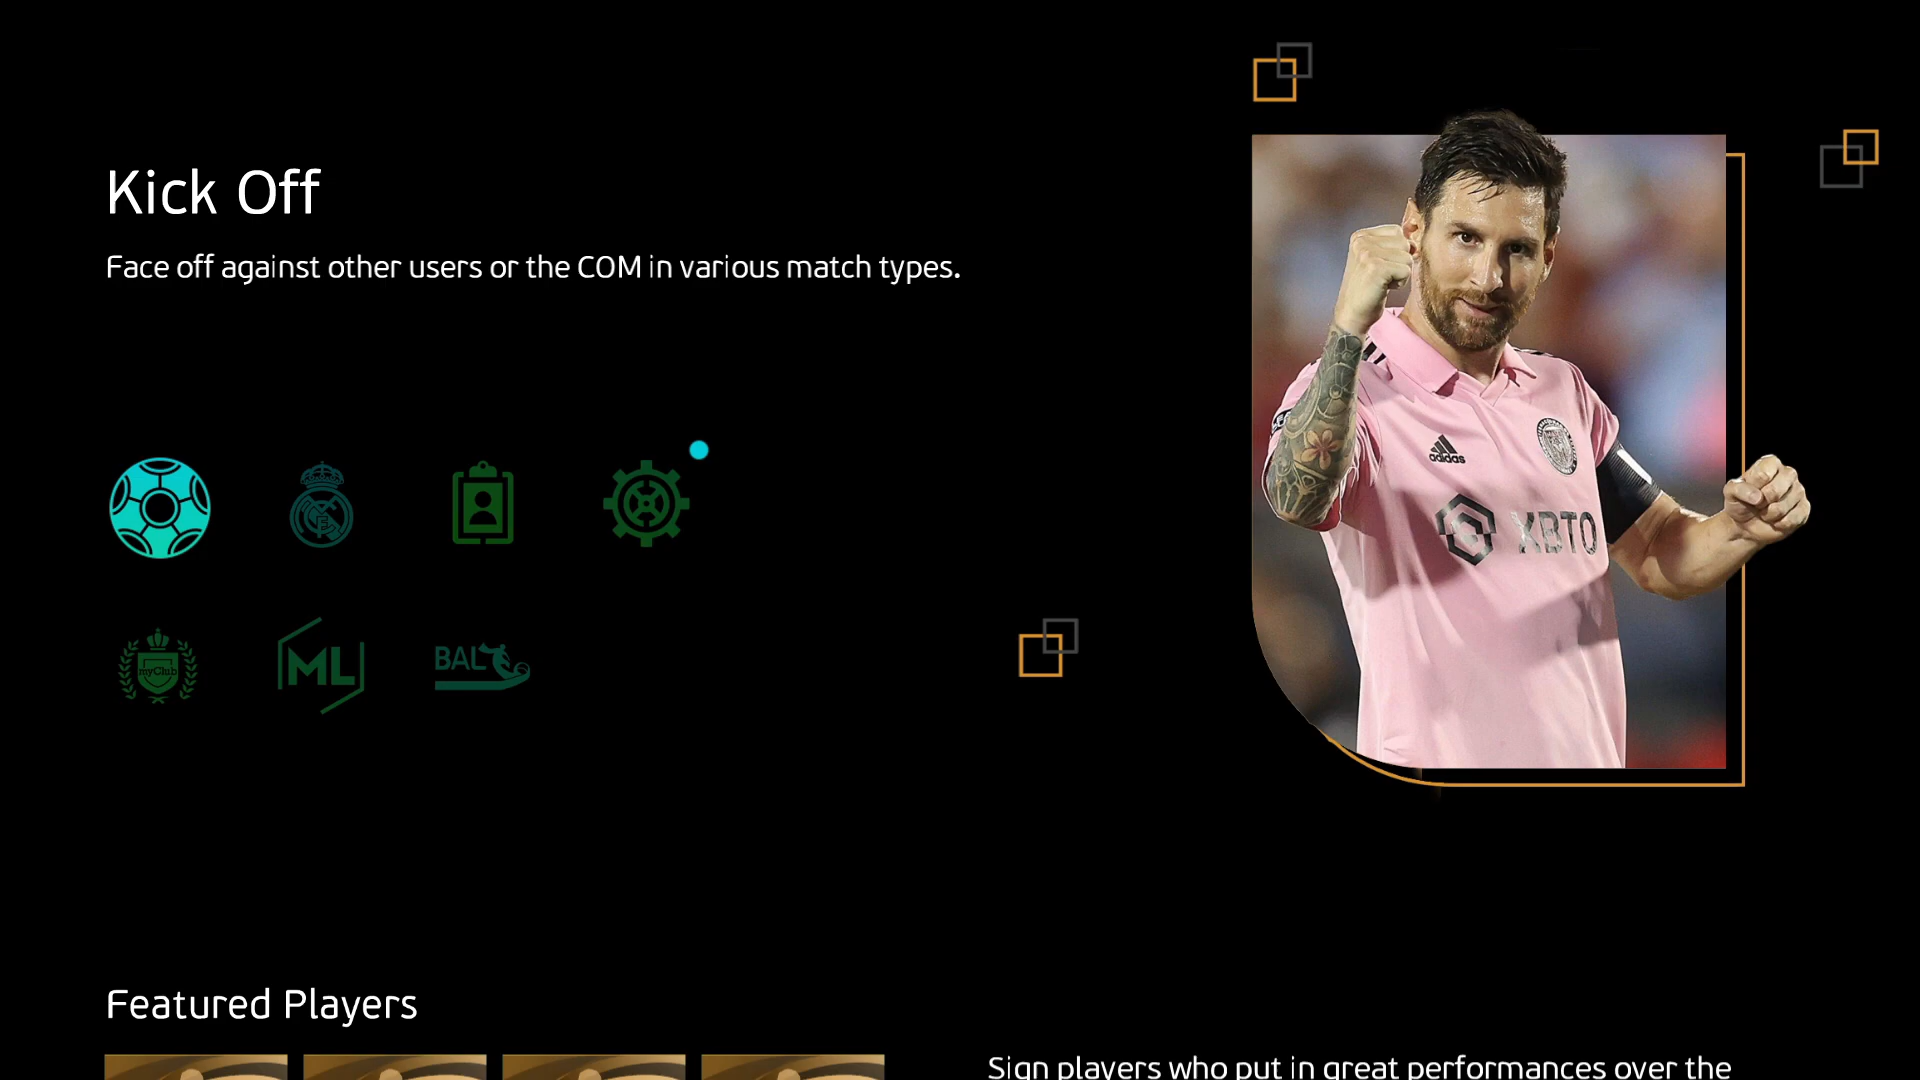 Kick Off
Face off against other users or the COM in various match types.
adidas
XBTO
myClub
ML
BAL
Featured Players
Sign players who put in great performances over the